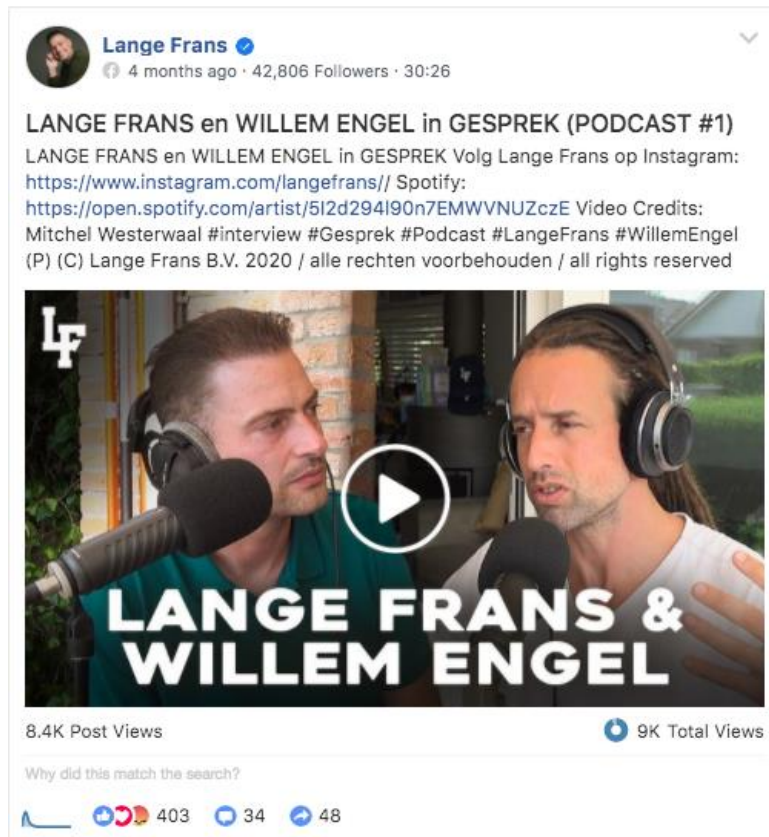 Lange Frans
4 months ago · 42,806 Followers · 30:26
LANGE FRANS en WILLEM ENGEL in GESPREK (PODCAST #1)
LANGE FRANS en WILLEM ENGEL in GESPREK Volg Lange Frans op Instagram:
https://www.instagram.com/langefrans// Spotify:
https://open.spotify.com/artist/5I2d294I90n7EMWVNUZczE Video Credits:
Mitchel Westerwaal #interview #Gesprek #Podcast #LangeFrans #WillemEngel
(P) (C) Lange Frans B.V. 2020 / alle rechten voorbehouden / all rights reserved
LF
LANGE FRANS &
WILLEM ENGEL
8.4K Post Views
9K Total Views
Why did this match the search?
403
34
48